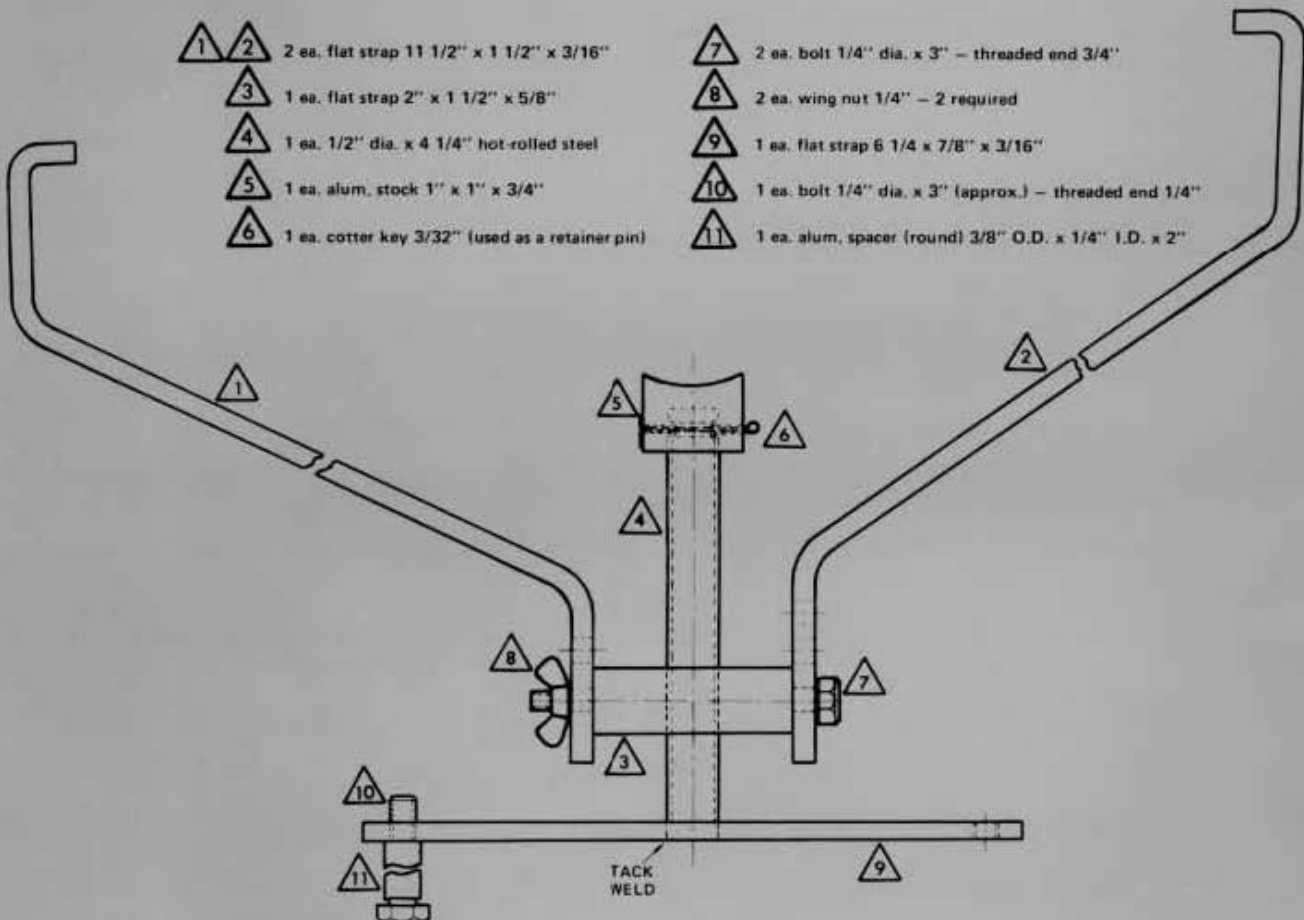 1 2 2 ea. flat strap 11 1/2" x 1 1/2" x 3/16"
3 1 ea. flat strap 2" x 1 1/2" x 5/8"
4 1 ea. 1/2" dia. x 4 1/4" hot-rolled steel
5 1 ea. alum. stock 1" x 1" x 3/4"
6 1 ea. cotter key 3/32" (used as a retainer pin)
7 2 ea. bolt 1/4" dia. x 3" – threaded end 3/4"
8 2 ea. wing nut 1/4" – 2 required
9 1 ea. flat strap 6 1/4 x 7/8" x 3/16"
10 1 ea. bolt 1/4" dia. x 3" (approx.) – threaded end 1/4"
11 1 ea. alum. spacer (round) 3/8" O.D. x 1/4" I.D. x 2"
1
2
5
6
4
8
7
3
10
11
9
TACK
WELD